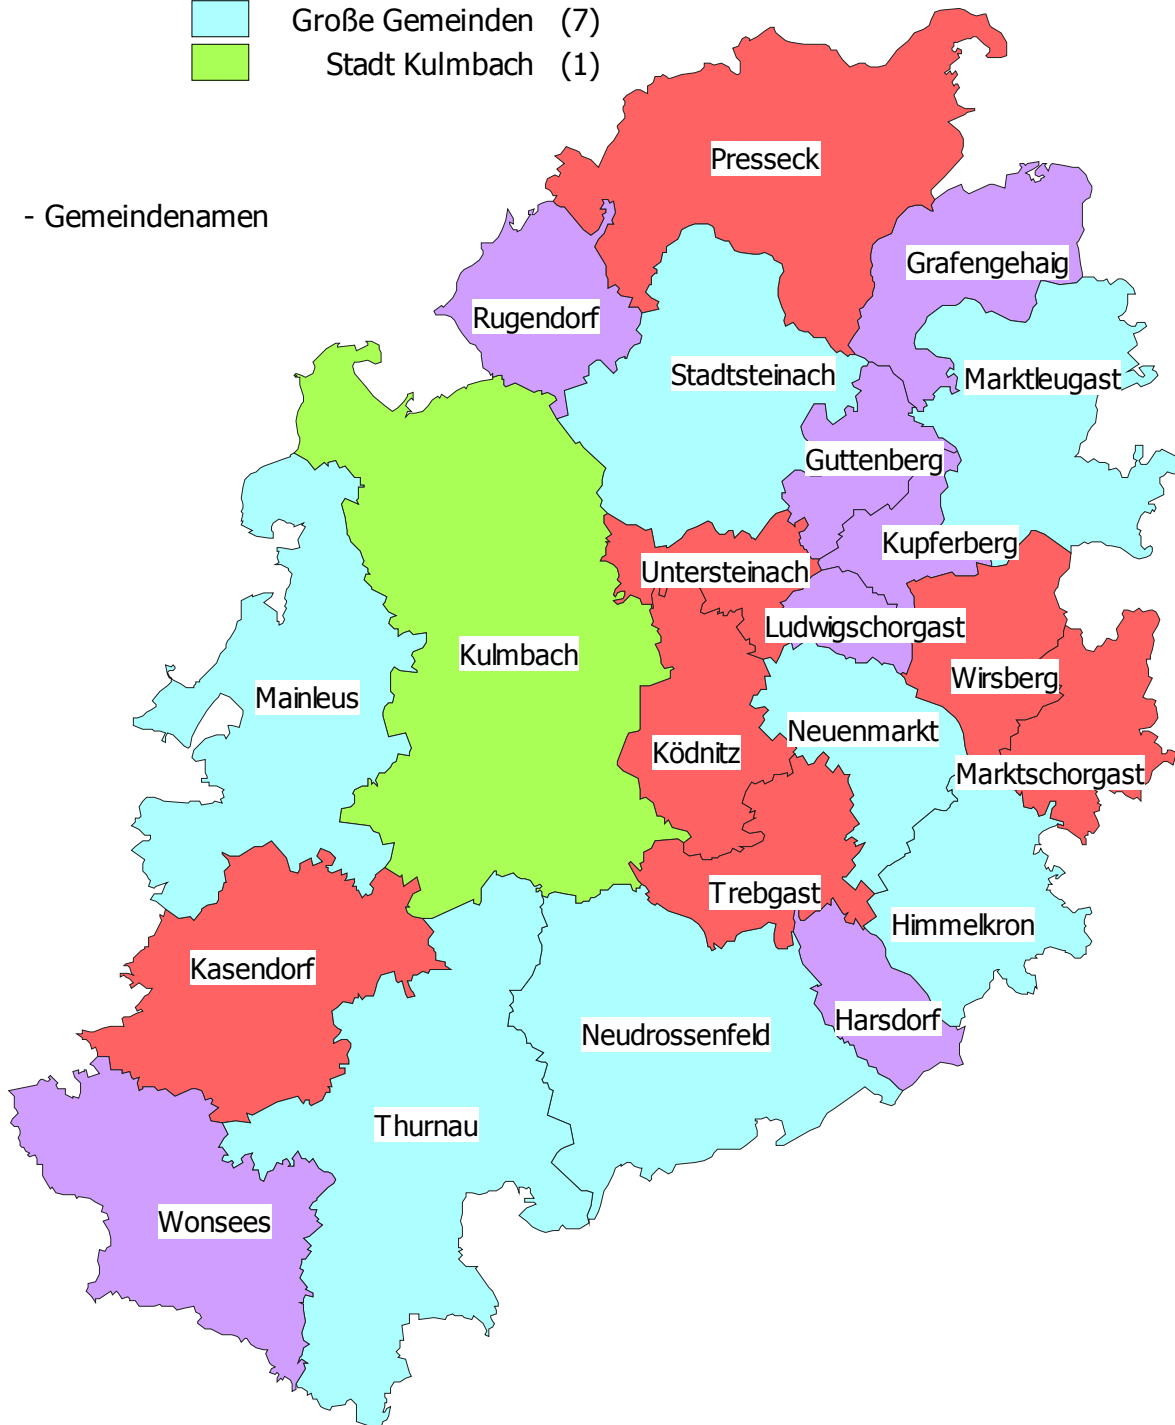 Große Gemeinden (7)
Stadt Kulmbach (1)
Presseck
- Gemeindenamen
Grafengehaig
Rugendorf
Stadtsteinach
Marktleugast
Guttenberg
Kupferberg
Untersteinach
Ludwigschorgast
Kulmbach
Wirsberg
Mainleus
Neuenmarkt
Ködnitz
Marktschorgast
Trebgast
Himmelkron
Kasendorf
Harsdorf
Neudrossenfeld
Thurnau
Wonsees